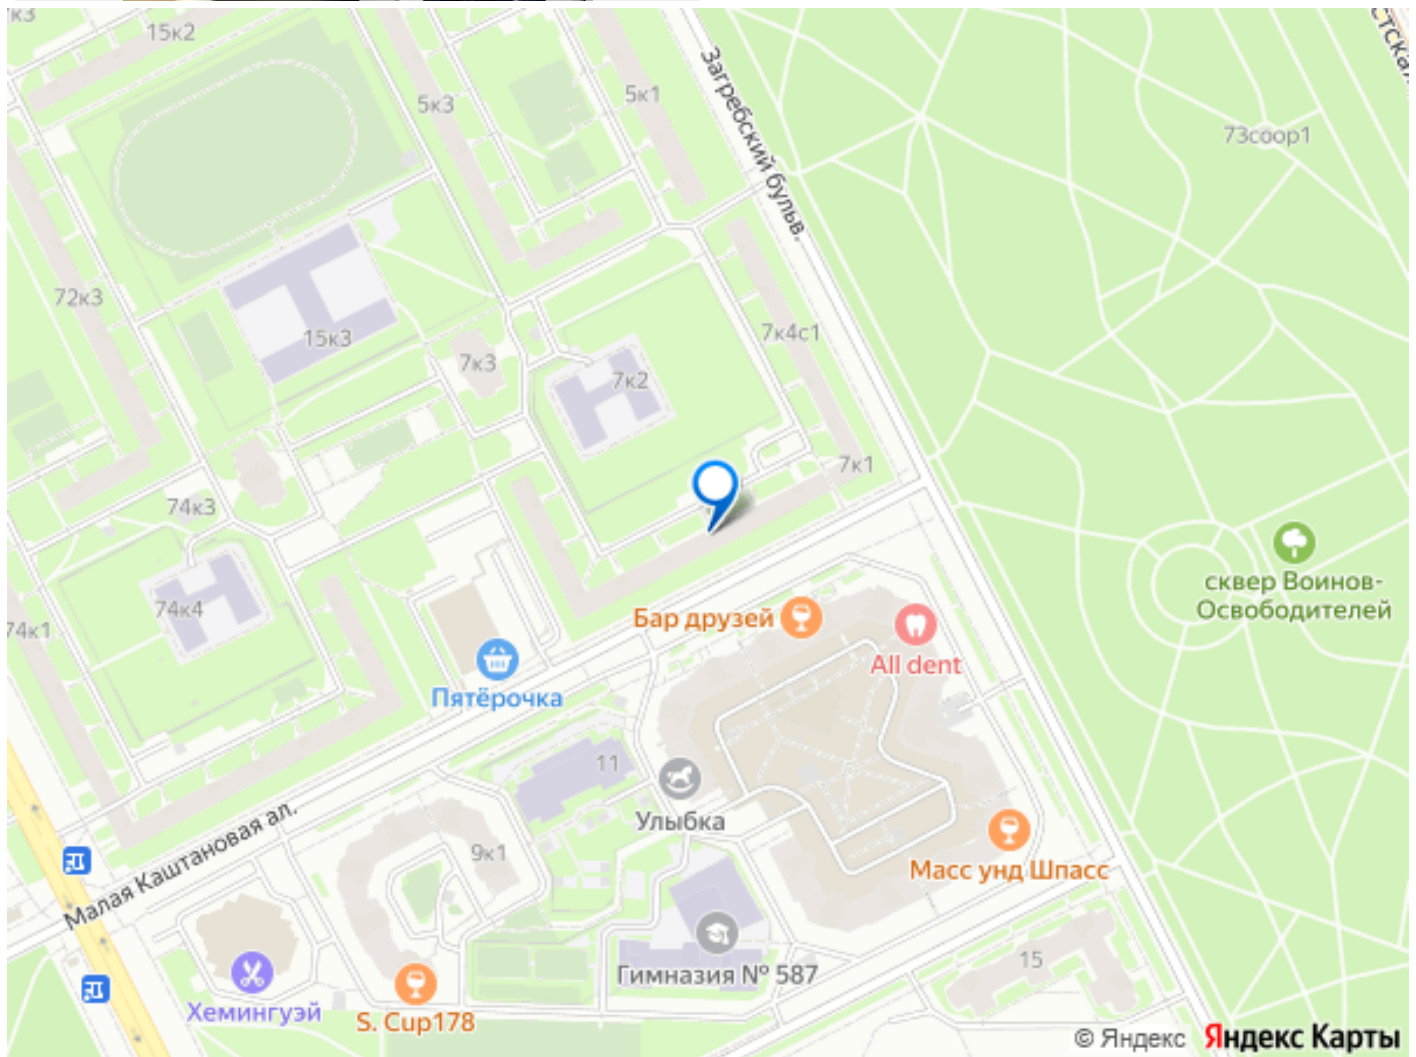 к3
15к2
5к3
5к1
Загребский бульв.
73соор1
72к3
15к3
7к3
7к2
7к4с1
7к1
74к3
74к4
74к1
сквер Воинов-
Освободителей
Бар друзей
All dent
Пятёрочка
11
Улыбка
9к1
Малая Каштановая ал.
Масс унд Шпасс
Гимназия № 587
15
Хемингуэй
S. Cup178
© Яндекс Яндекс Карты